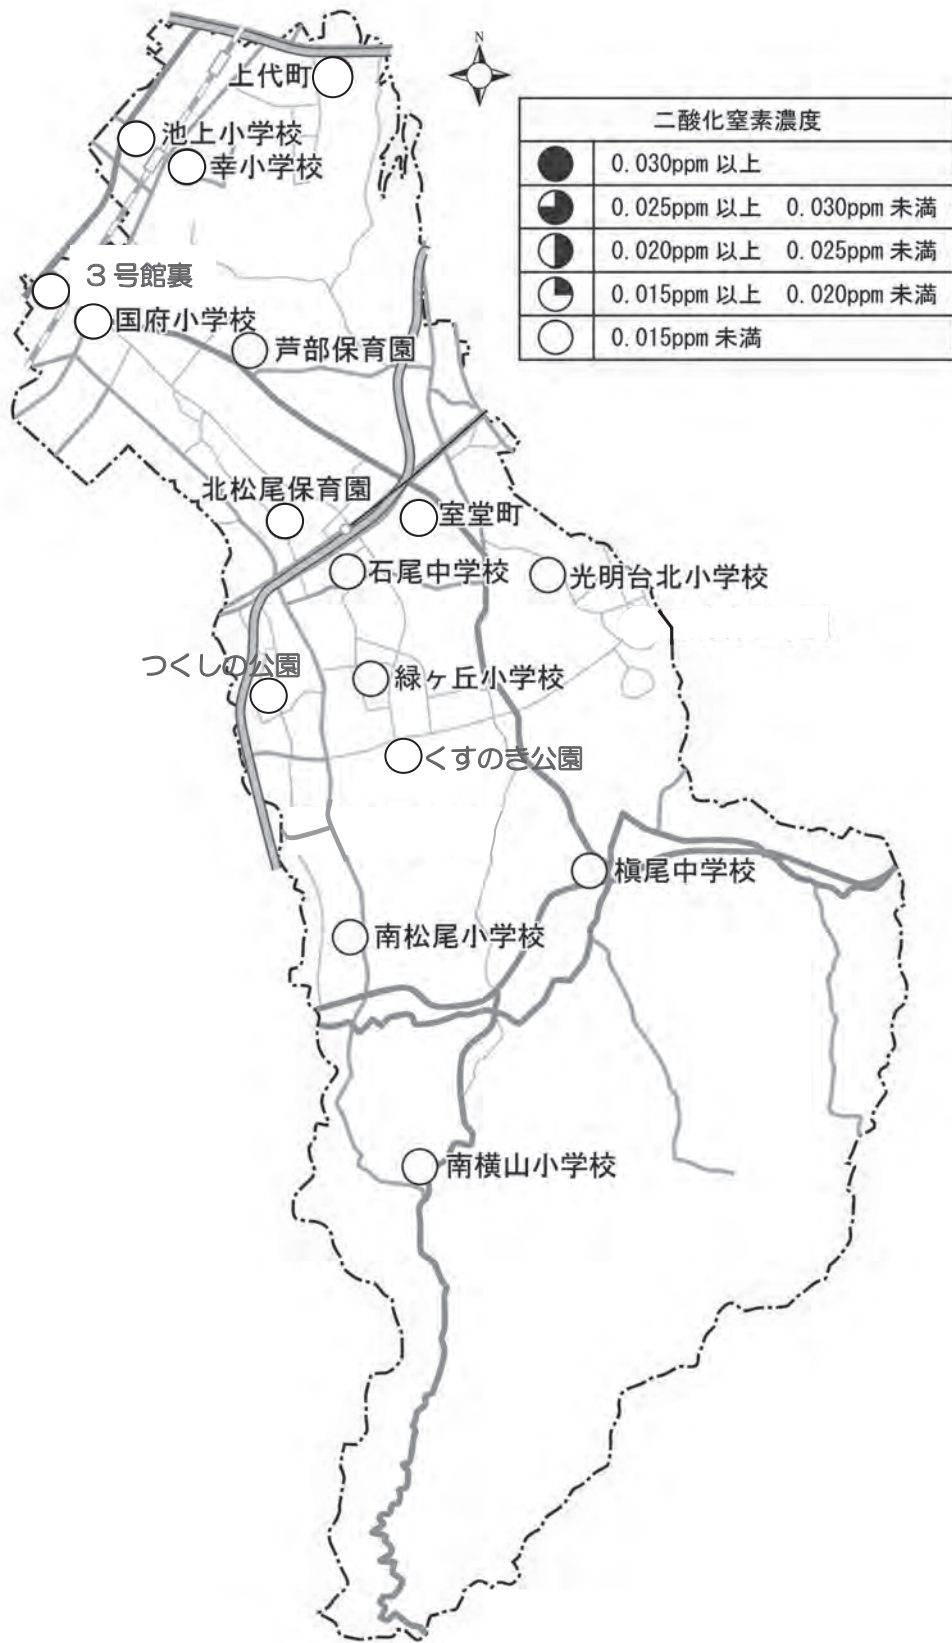 N
上代町
池上小学校
幸小学校
二酸化窒素濃度
0.030ppm 以上
0.025ppm 以上 0.030ppm 未満
0.020ppm 以上 0.025ppm 未満
0.015ppm 以上 0.020ppm 未満
0.015ppm 未満
3号館裏
国府小学校
芦部保育園
北松尾保育園
室堂町
石尾中学校
光明台北小学校
つくしの公園
緑ヶ丘小学校
くすのき公園
槇尾中学校
南松尾小学校
南横山小学校